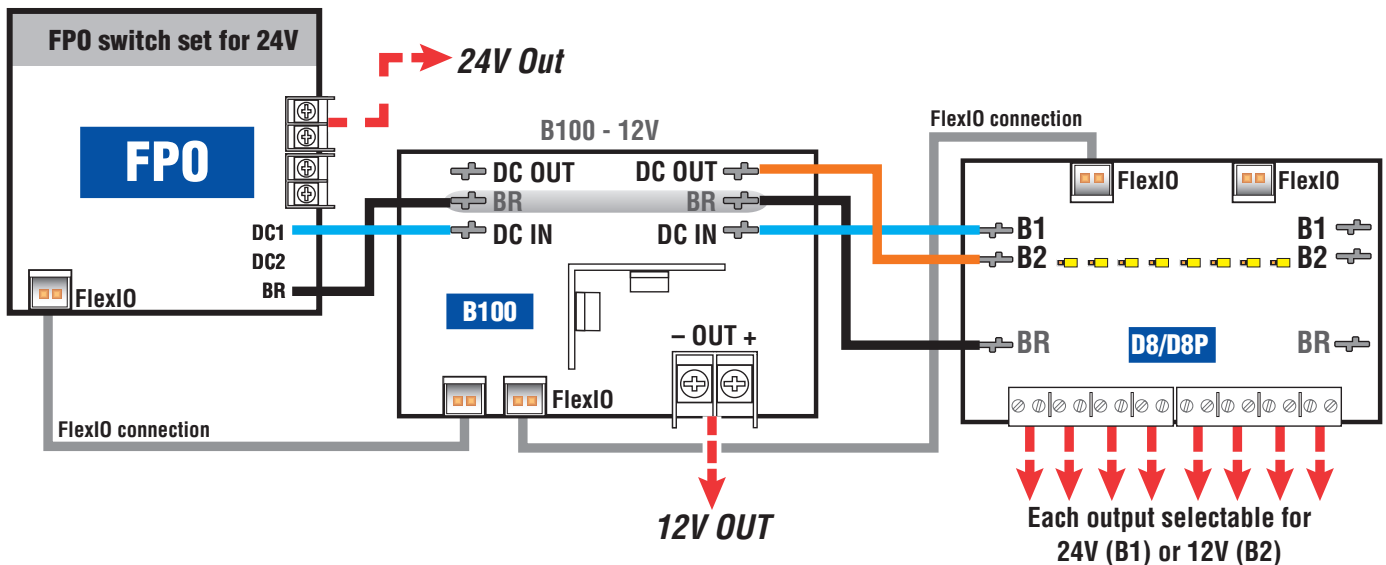 FPO switch set for 24V
FPO
DC1
DC2
BR
FlexIO
24V Out
B100 - 12V
DC OUT
DC OUT
BR
BR
DC IN
DC IN
B100
– OUT +
FlexIO
FlexIO connection
12V OUT
FlexIO connection
FlexIO
FlexIO
B1
B1
B2
B2
BR
D8/D8P
BR
Each output selectable for
24V (B1) or 12V (B2)